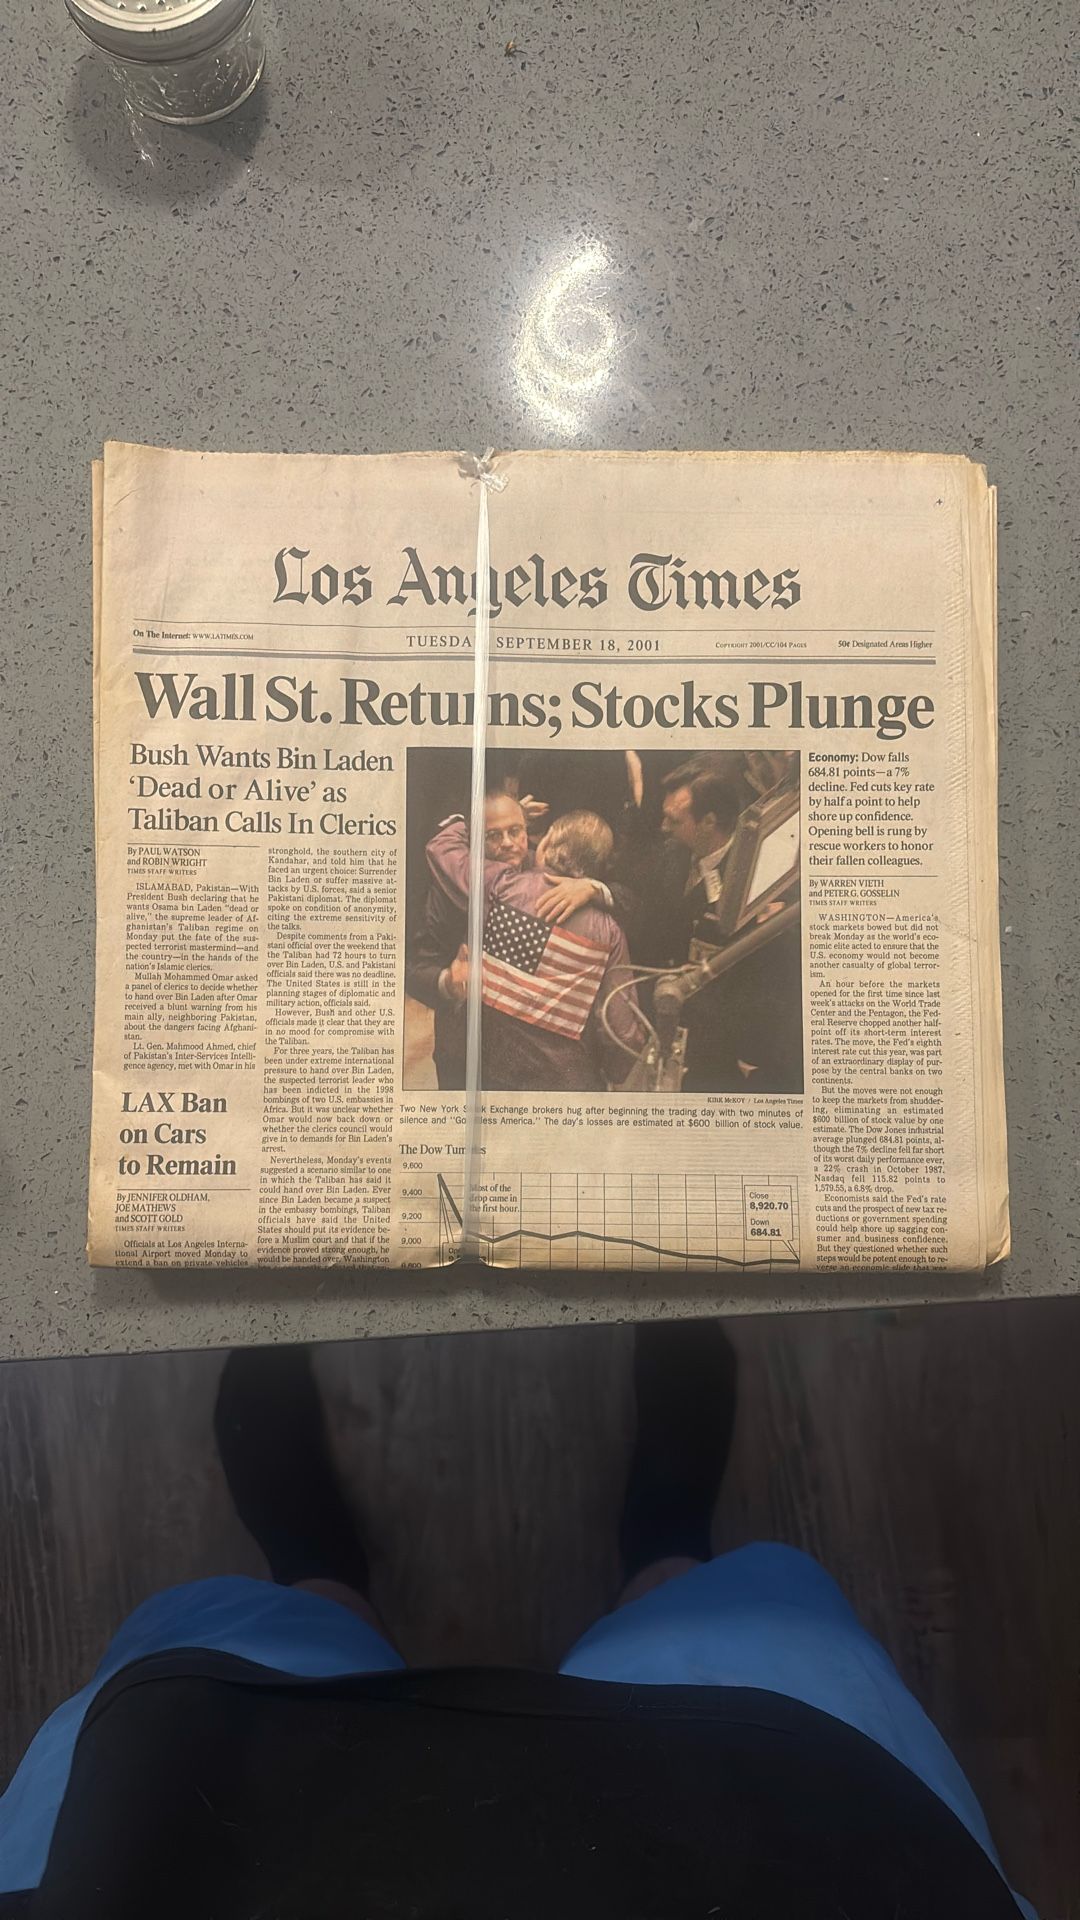 Los Angeles Times
On The Internet: WWW.LATIMES.COM
TUESDA SEPTEMBER 18, 2001
COPYRIGHT 2001/CC/104 PAGES
50¢ Designated Areas Higher
Wall St. Returns; Stocks Plunge
Bush Wants Bin Laden
‘Dead or Alive’ as
Taliban Calls In Clerics
By PAUL WATSON
and ROBIN WRIGHT
TIMES STAFF WRITERS
ISLAMABAD, Pakistan—With
President Bush declaring that he
wants Osama bin Laden "dead or
alive," the supreme leader of Af-
ghanistan's Taliban regime on
Monday put the fate of the sus-
pected terrorist mastermind—and
the country—in the hands of the
nation's Islamic clerics.
Mullah Mohammed Omar asked
a panel of clerics to decide whether
to hand over Bin Laden after Omar
received a blunt warning from his
main ally, neighboring Pakistan,
about the dangers facing Afghani-
stan.
Lt. Gen. Mahmood Ahmed, chief
of Pakistan's Inter-Services Intelli-
gence agency, met with Omar in his
stronghold, the southern city of
Kandahar, and told him that he
faced an urgent choice: Surrender
Bin Laden or suffer massive at-
tacks by U.S. forces, said a senior
Pakistani diplomat. The diplomat
spoke on condition of anonymity,
citing the extreme sensitivity of
the talks.
Despite comments from a Paki-
stani official over the weekend that
the Taliban had 72 hours to turn
over Bin Laden, U.S. and Pakistani
officials said there was no deadline.
The United States is still in the
planning stages of diplomatic and
military action, officials said.
However, Bush and other U.S.
officials made it clear that they are
in no mood for compromise with
the Taliban.
For three years, the Taliban has
been under extreme international
pressure to hand over Bin Laden,
the suspected terrorist leader who
has been indicted in the 1998
bombings of two U.S. embassies in
Africa. But it was unclear whether
Omar would now back down or
whether the clerics council would
give in to demands for Bin Laden's
arrest.
Nevertheless, Monday's events
suggested a scenario similar to one
in which the Taliban has said it
could hand over Bin Laden. Ever
since Bin Laden became a suspect
in the embassy bombings, Taliban
officials have said the United
States should put its evidence be-
fore a Muslim court and that if the
evidence proved strong enough, he
would be handed over. Washington
LAX Ban
on Cars
to Remain
By JENNIFER OLDHAM,
JOE MATHEWS
and SCOTT GOLD
TIMES STAFF WRITERS
Officials at Los Angeles Interna-
tional Airport moved Monday to
extend a ban on private vehicles
KIRK McKOY / Los Angeles Times
Two New York S k Exchange brokers hug after beginning the trading day with two minutes of
silence and "Go less America." The day's losses are estimated at $600 billion of stock value.
The Dow Tum es
9,600
9,400
9,200
9,000
8,800
Most of the
drop came in
the first hour.
Close
8,920.70
Down
684.81
Economy: Dow falls
684.81 points—a 7%
decline. Fed cuts key rate
by half a point to help
shore up confidence.
Opening bell is rung by
rescue workers to honor
their fallen colleagues.
By WARREN VIETH
and PETER G. GOSSELIN
TIMES STAFF WRITERS
WASHINGTON—America's
stock markets bowed but did not
break Monday as the world's eco-
nomic elite acted to ensure that the
U.S. economy would not become
another casualty of global terror-
ism.
An hour before the markets
opened for the first time since last
week's attacks on the World Trade
Center and the Pentagon, the Fed-
eral Reserve chopped another half-
point off its short-term interest
rates. The move, the Fed's eighth
interest rate cut this year, was part
of an extraordinary display of pur-
pose by the central banks on two
continents.
But the moves were not enough
to keep the markets from shudder-
ing, eliminating an estimated
$600 billion of stock value by one
estimate. The Dow Jones industrial
average plunged 684.81 points, al-
though the 7% decline fell far short
of its worst daily performance ever,
a 22% crash in October 1987.
Nasdaq fell 115.82 points to
1,579.55, a 6.8% drop.
Economists said the Fed's rate
cuts and the prospect of new tax re-
ductions or government spending
could help shore up sagging con-
sumer and business confidence.
But they questioned whether such
steps would be potent enough to re-
verse an economic slide that was